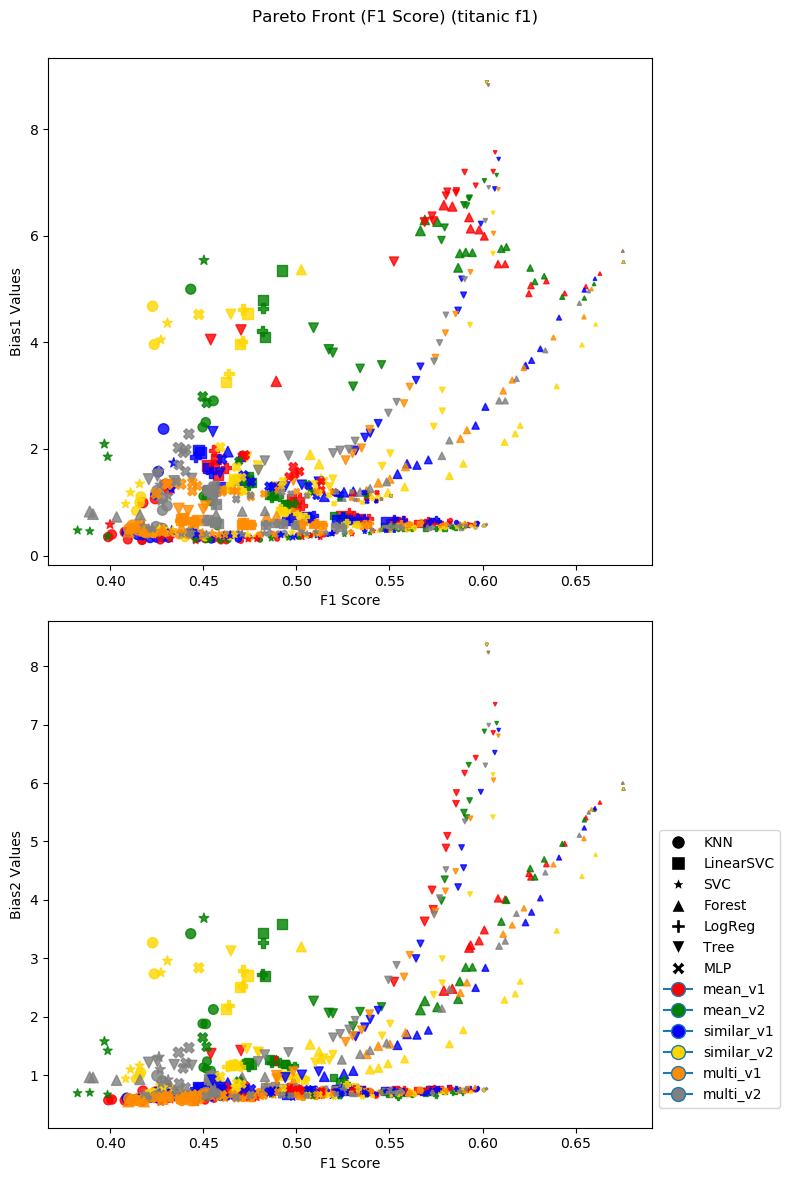 Pareto Front (F1 Score) (titanic f1)
Bias1 Values
8
6
4
2
0
0.40 0.45 0.50 0.55 0.60 0.65
F1 Score
Bias2 Values
8
7
6
5
4
3
2
1
0.40 0.45 0.50 0.55 0.60 0.65
F1 Score
KNN
LinearSVC
SVC
Forest
LogReg
Tree
MLP
mean_v1
mean_v2
similar_v1
similar_v2
multi_v1
multi_v2